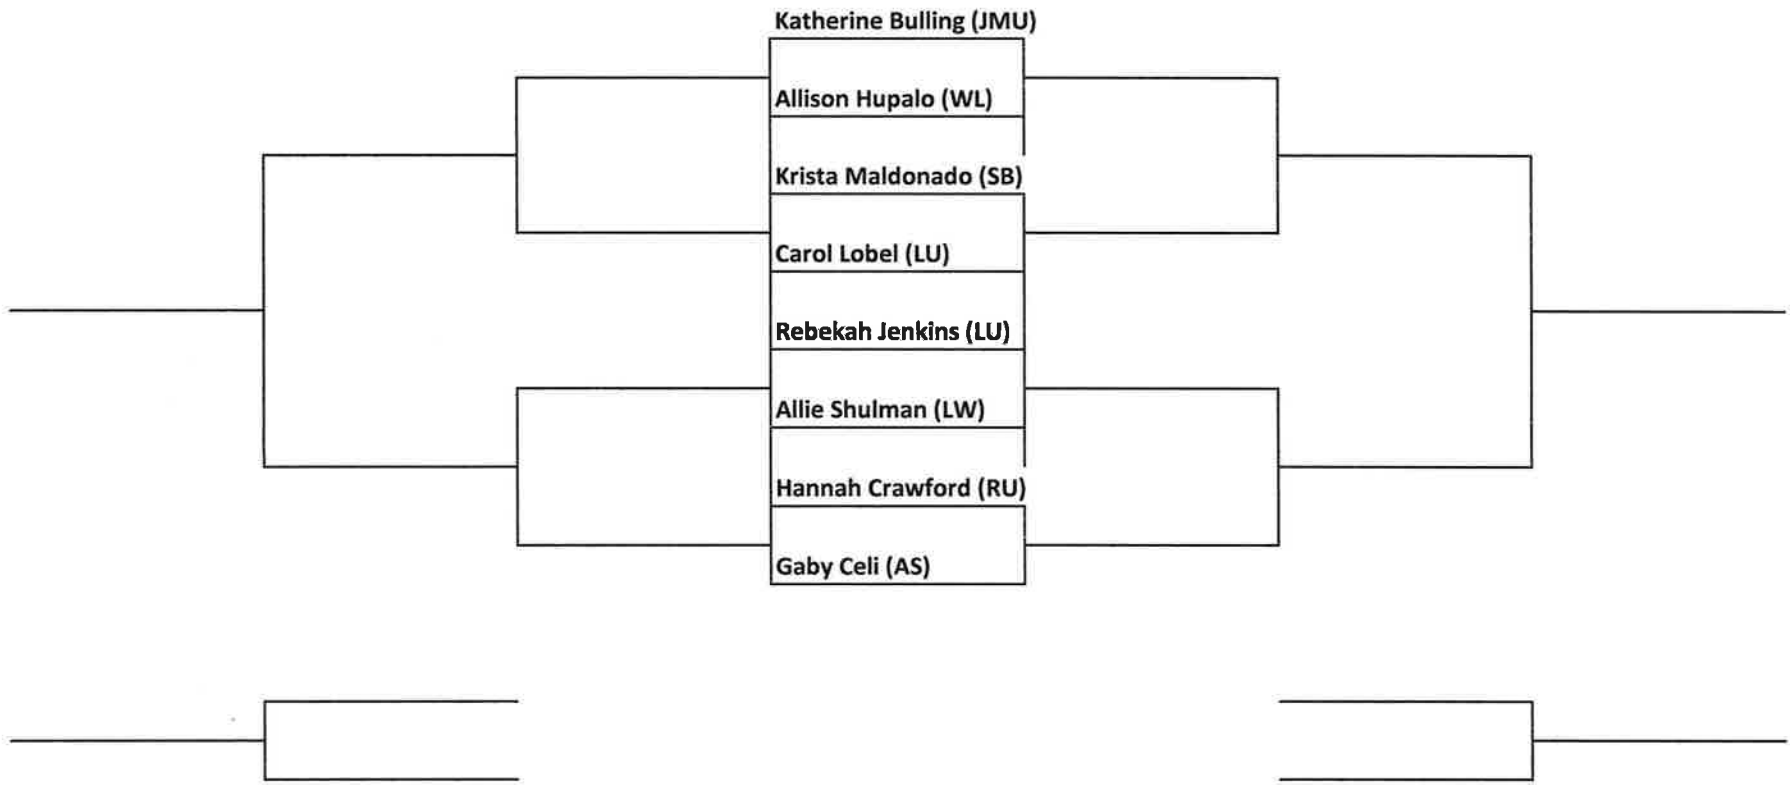 Katherine Bulling (JMU)
Allison Hupalo (WL)
Krista Maldonado (SB)
Carol Lobel (LU)
Rebekah Jenkins (LU)
Allie Shulman (LW)
Hannah Crawford (RU)
Gaby Celi (AS)